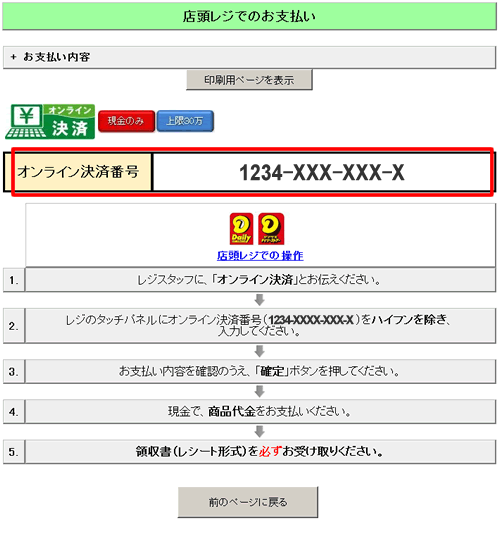 店頭レジでのお支払い
+ お支払い内容
印刷用ページを表示
¥ オンライン
決済
現金のみ 上限30万
オンライン決済番号 1234-XXX-XXX-X
Daily
店頭レジでの操作
1. レジスタッフに、「オンライン決済」とお伝えください。
2. レジのタッチパネルにオンライン決済番号(1234-XXXX-XXX-X)をハイフンを除き、
入力してください。
3. お支払い内容を確認のうえ、「確定」ボタンを押してください。
4. 現金で、商品代金をお支払いください。
5. 領収書(レシート形式)を必ずお受け取りください。
前のページに戻る